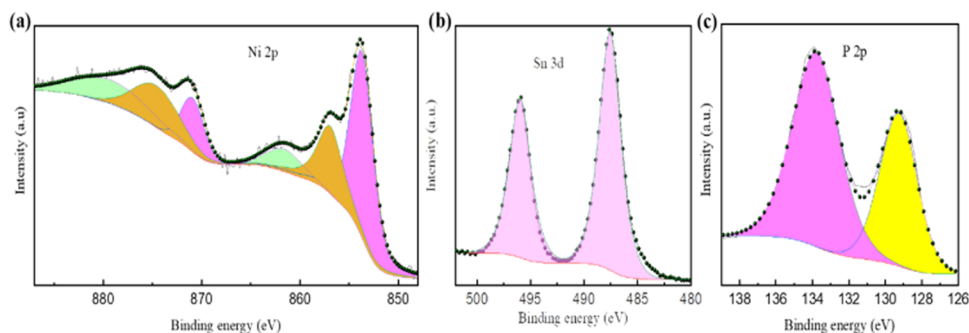 (a)
Ni 2p
Intensity (a.u)
880 870 860 850
Binding energy (eV)
(b)
Sn 3d
Intensity (a.u.)
500 495 490 485 480
Binding energy (eV)
(c)
P 2p
Intensity (a.u.)
138 136 134 132 130 128 126
Binding energy (eV)